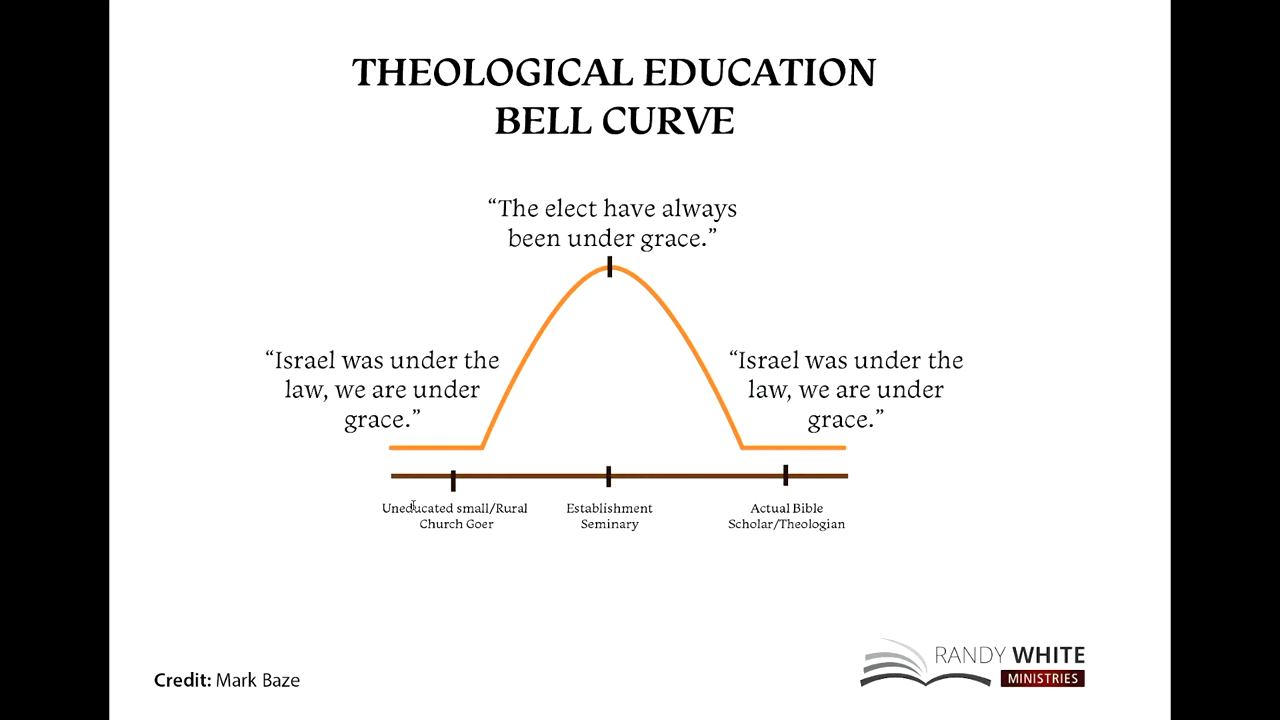 THEOLOGICAL EDUCATION
BELL CURVE
“The elect have always
been under grace.”
“Israel was under the
law, we are under
grace.”
“Israel was under the
law, we are under
grace.”
Uneducated small/Rural
Church Goer
Establishment
Seminary
Actual Bible
Scholar/Theologian
Credit: Mark Baze
RANDY WHITE
MINISTRIES